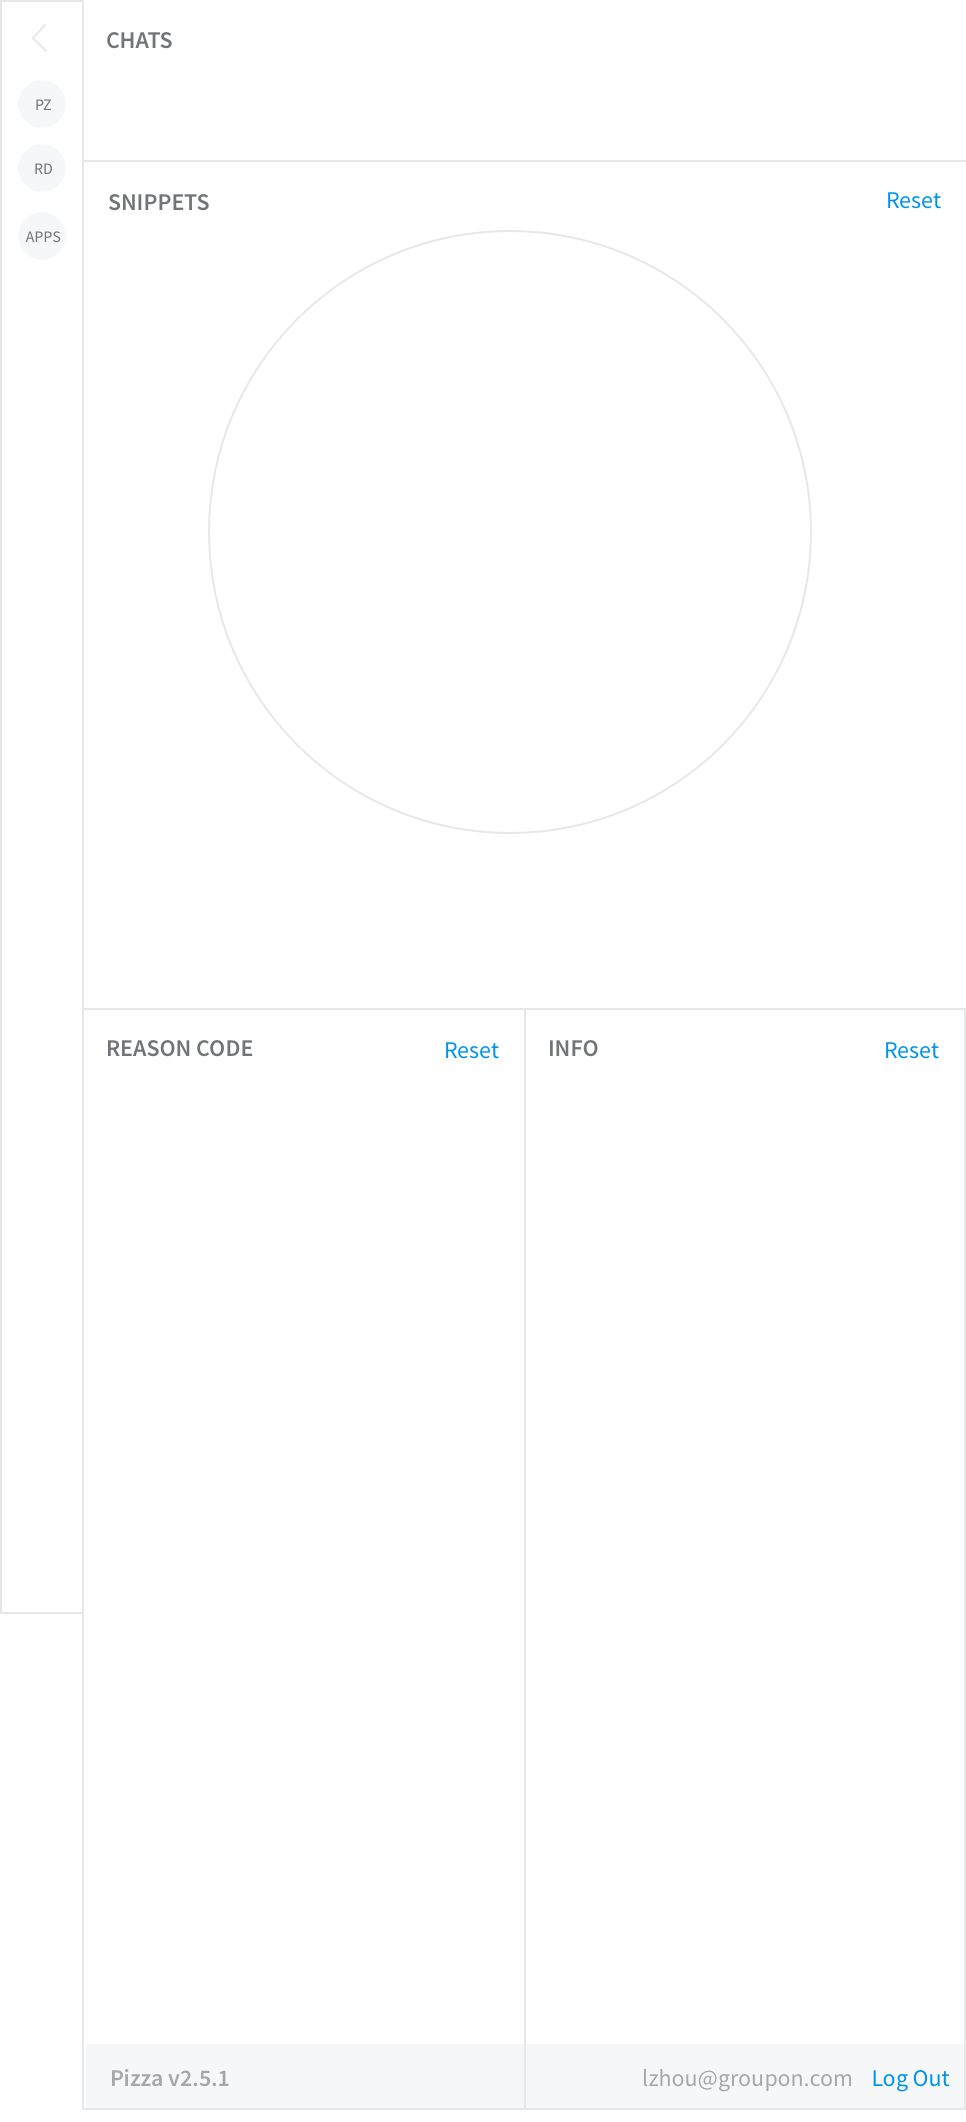 CHATS
PZ
RD
APPS
SNIPPETS
Reset
REASON CODE
Reset
INFO
Reset
Pizza v2.5.1
lzhou@groupon.com
Log Out